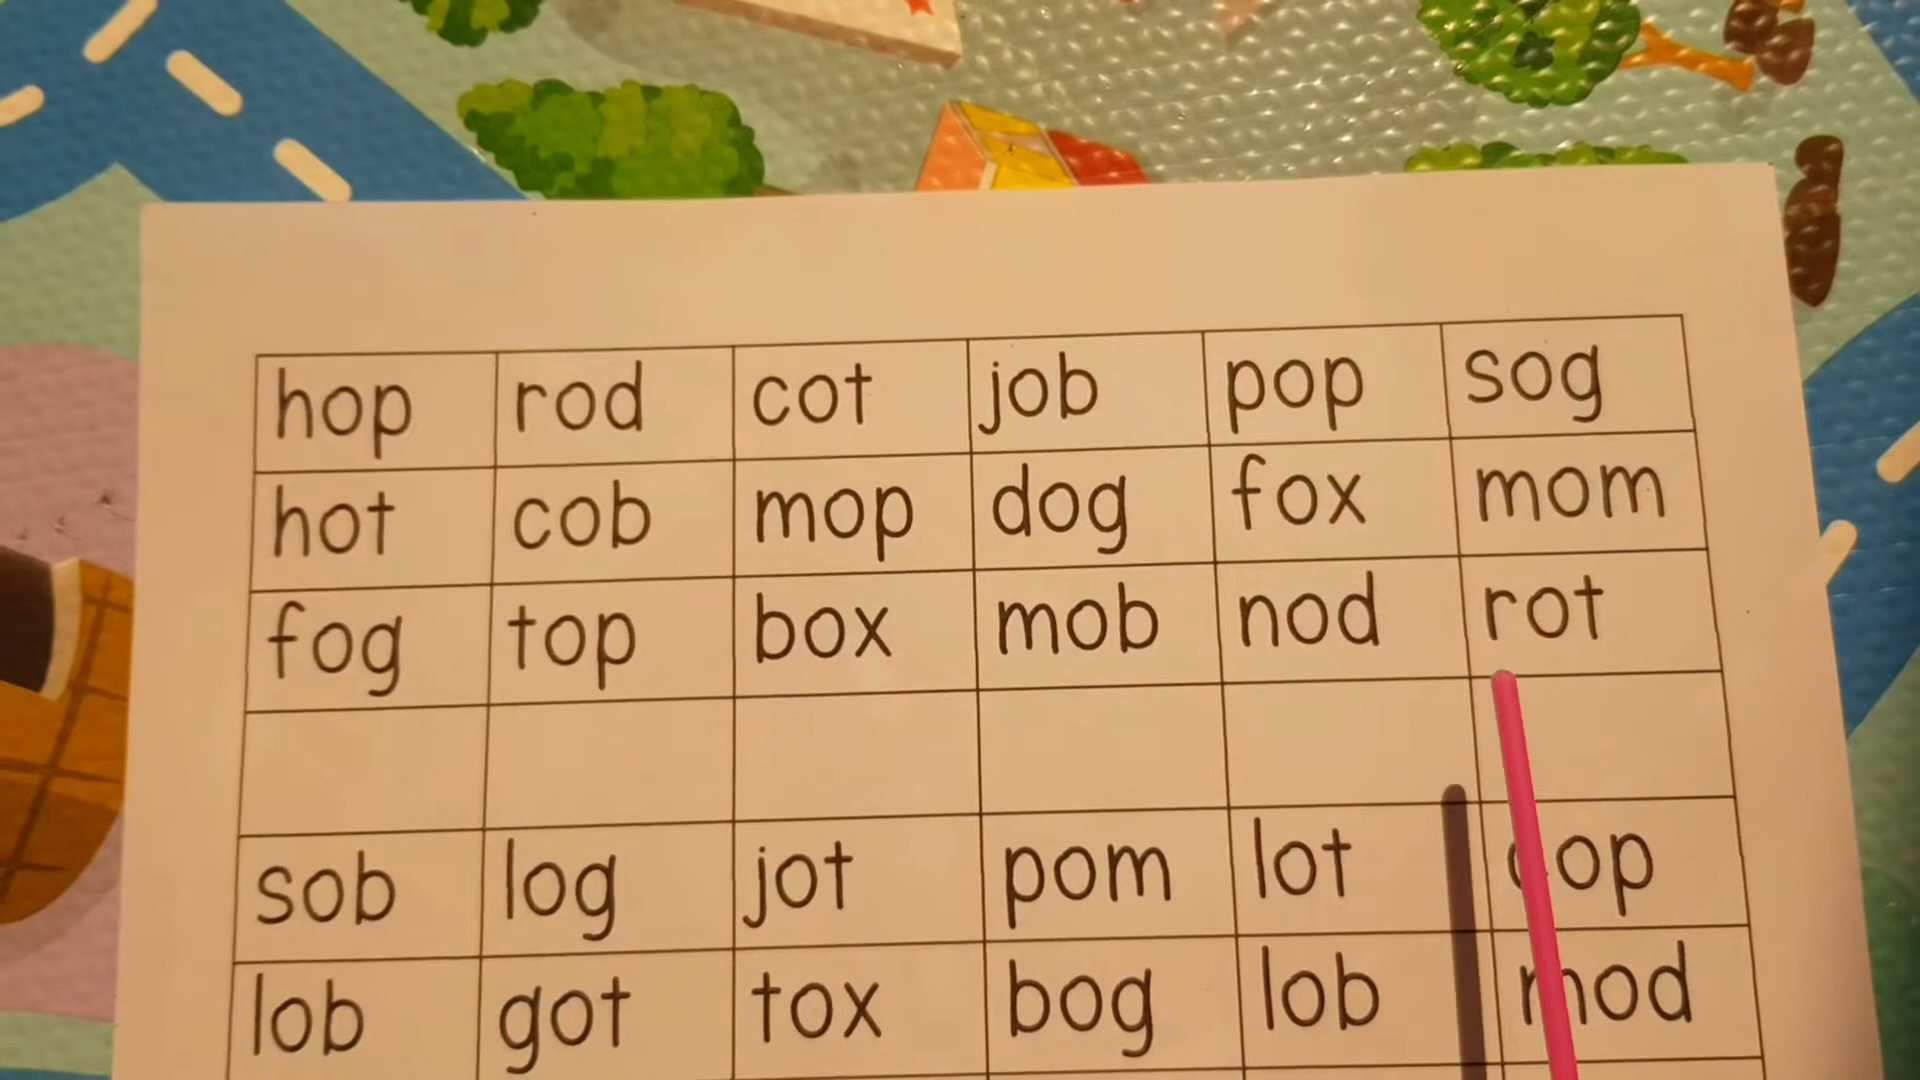 hop rod cot job pop sog
hot cob mop dog fox mom
fog top box mob nod rot
sob log jot pom lot
lob got tox bog lob mod